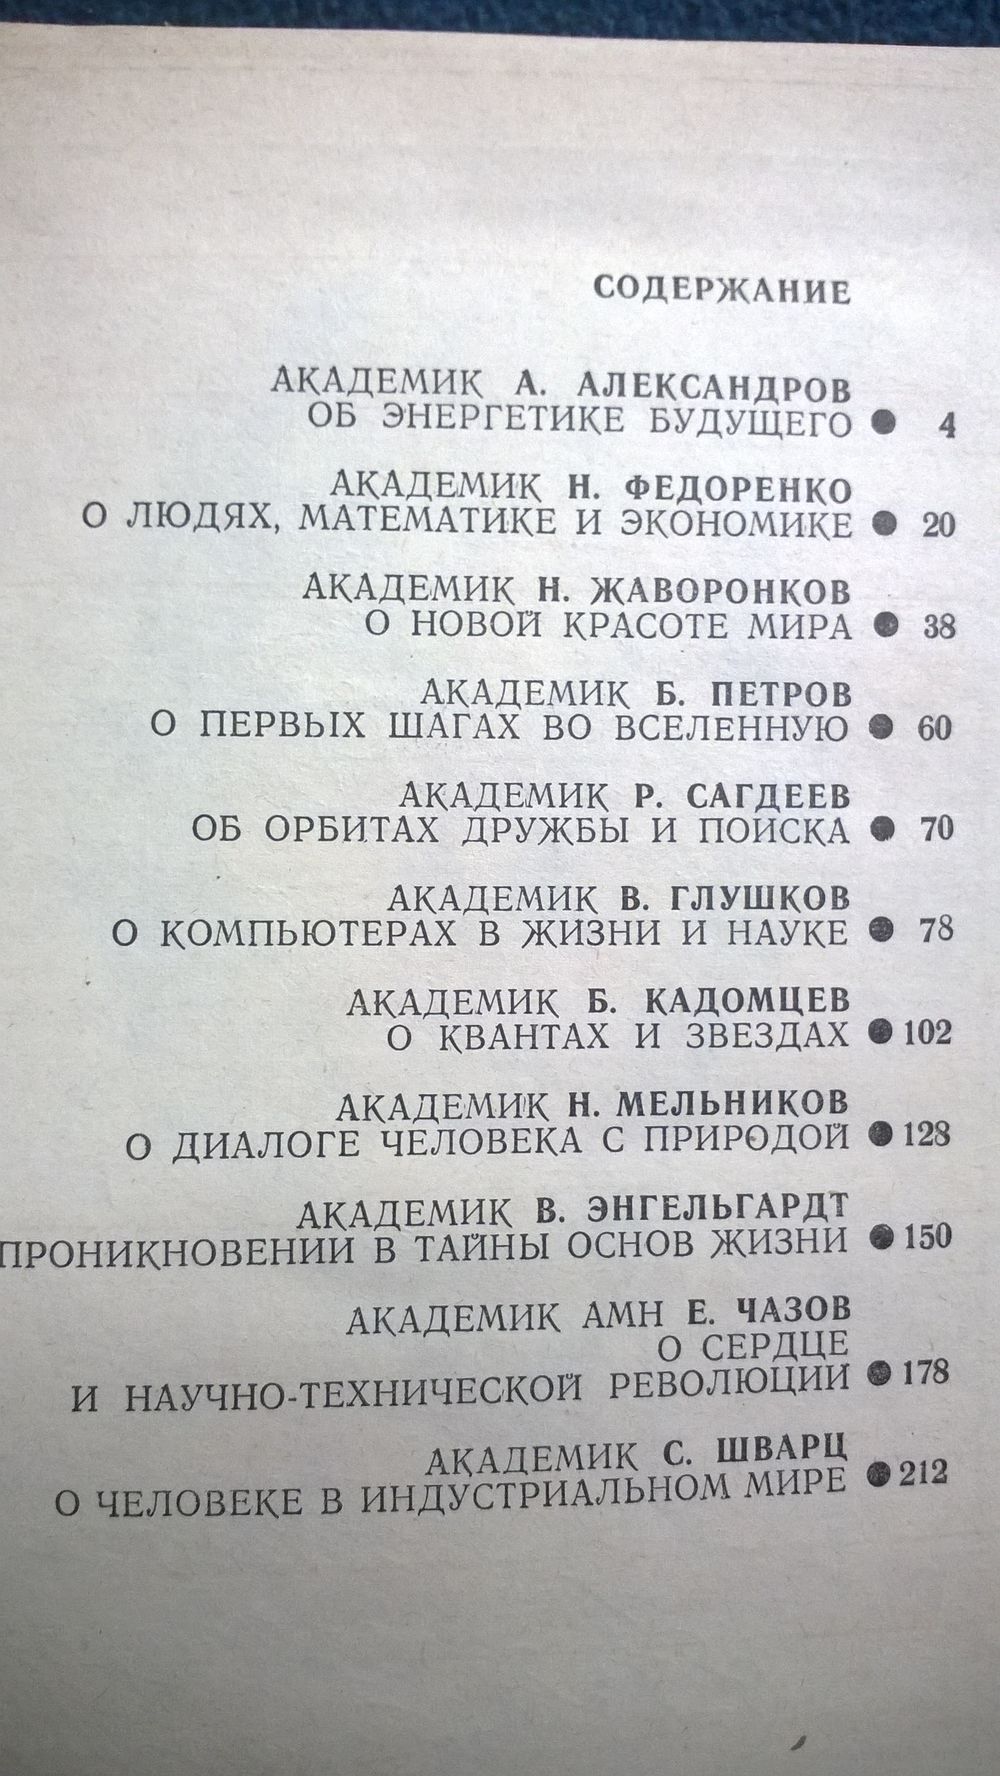 СОДЕРЖАНИЕ
АКАДЕМИК А. АЛЕКСАНДРОВ
ОБ ЭНЕРГЕТИКЕ БУДУЩЕГО ● 4
АКАДЕМИК Н. ФЕДОРЕНКО
О ЛЮДЯХ, МАТЕМАТИКЕ И ЭКОНОМИКЕ ● 20
АКАДЕМИК Н. ЖАВОРОНКОВ
О НОВОЙ КРАСОТЕ МИРА ● 38
АКАДЕМИК Б. ПЕТРОВ
О ПЕРВЫХ ШАГАХ ВО ВСЕЛЕННУЮ ● 60
АКАДЕМИК Р. САГДЕЕВ
ОБ ОРБИТАХ ДРУЖБЫ И ПОИСКА ● 70
АКАДЕМИК В. ГЛУШКОВ
О КОМПЬЮТЕРАХ В ЖИЗНИ И НАУКЕ ● 78
АКАДЕМИК Б. КАДОМЦЕВ
О КВАНТАХ И ЗВЕЗДАХ ● 102
АКАДЕМИК Н. МЕЛЬНИКОВ
О ДИАЛОГЕ ЧЕЛОВЕКА С ПРИРОДОЙ ● 128
АКАДЕМИК В. ЭНГЕЛЬГАРДТ
ПРОНИКНОВЕНИИ В ТАЙНЫ ОСНОВ ЖИЗНИ ● 150
АКАДЕМИК АМН Е. ЧАЗОВ
О СЕРДЦЕ
И НАУЧНО-ТЕХНИЧЕСКОЙ РЕВОЛЮЦИИ ● 178
АКАДЕМИК С. ШВАРЦ
О ЧЕЛОВЕКЕ В ИНДУСТРИАЛЬНОМ МИРЕ ● 212